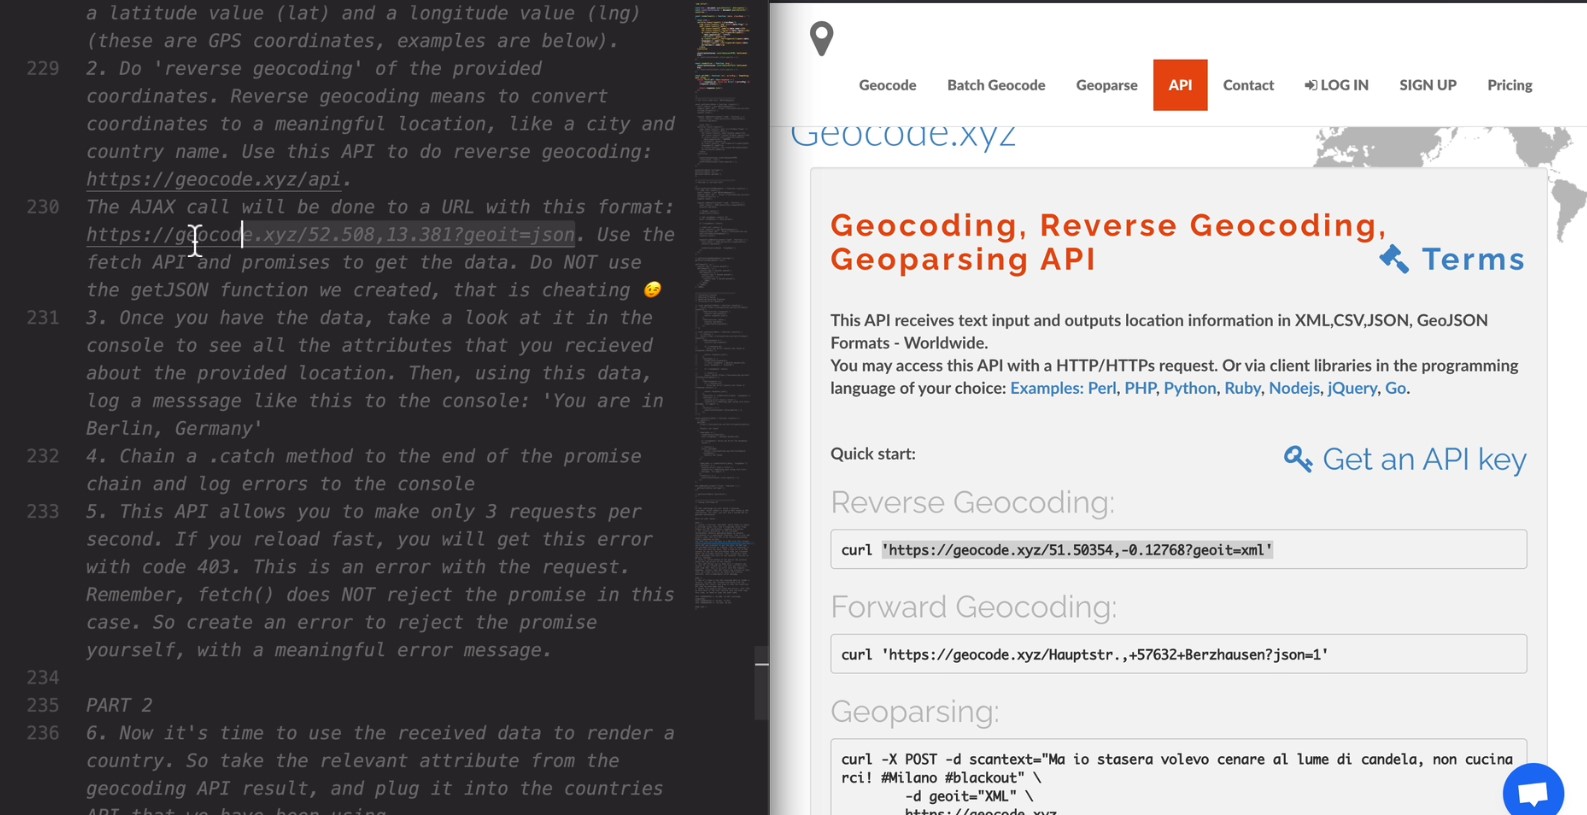 a latitude value (lat) and a longitude value (lng)
(these are GPS coordinates, examples are below).
229 2. Do 'reverse geocoding' of the provided
coordinates. Reverse geocoding means to convert
coordinates to a meaningful location, like a city and
country name. Use this API to do reverse geocoding:
https://geocode.xyz/api.
230 The AJAX call will be done to a URL with this format:
https://geocode.xyz/52.508,13.381?geoit=json. Use the
fetch API and promises to get the data. Do NOT use
the getJSON function we created, that is cheating 😉
231 3. Once you have the data, take a look at it in the
console to see all the attributes that you recieved
about the provided location. Then, using this data,
log a messsage like this to the console: 'You are in
Berlin, Germany'
232 4. Chain a .catch method to the end of the promise
chain and log errors to the console
233 5. This API allows you to make only 3 requests per
second. If you reload fast, you will get this error
with code 403. This is an error with the request.
Remember, fetch() does NOT reject the promise in this
case. So create an error to reject the promise
yourself, with a meaningful error message.
234
235 PART 2
236 6. Now it's time to use the received data to render a
country. So take the relevant attribute from the
geocoding API result, and plug it into the countries
API that we have been using.
Geocode Batch Geocode Geoparse API Contact LOG IN SIGN UP Pricing
Geocode.xyz
Geocoding, Reverse Geocoding,
Geoparsing API
Terms
This API receives text input and outputs location information in XML,CSV,JSON, GeoJSON
Formats - Worldwide.
You may access this API with a HTTP/HTTPs request. Or via client libraries in the programming
language of your choice: Examples: Perl, PHP, Python, Ruby, Nodejs, jQuery, Go.
Quick start:
Get an API key
Reverse Geocoding:
curl 'https://geocode.xyz/51.50354,-0.12768?geoit=xml'
Forward Geocoding:
curl 'https://geocode.xyz/Hauptstr.,+57632+Berzhausen?json=1'
Geoparsing:
curl -X POST -d scantext="Ma io stasera volevo cenare al lume di candela, non cucina
rci! #Milano #blackout" \
-d geoit="XML" \
https://geocode.xyz